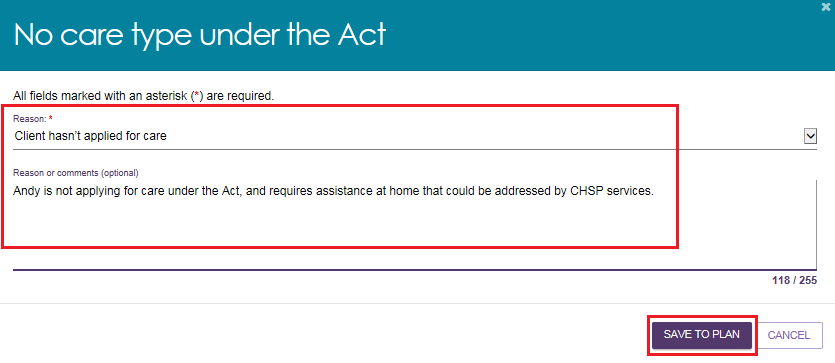 No care type under the Act
All fields marked with an asterisk (*) are required.
Reason: *
Client hasn't applied for care
Reason or comments (optional)
Andy is not applying for care under the Act, and requires assistance at home that could be addressed by CHSP services.
118 / 255
SAVE TO PLAN CANCEL